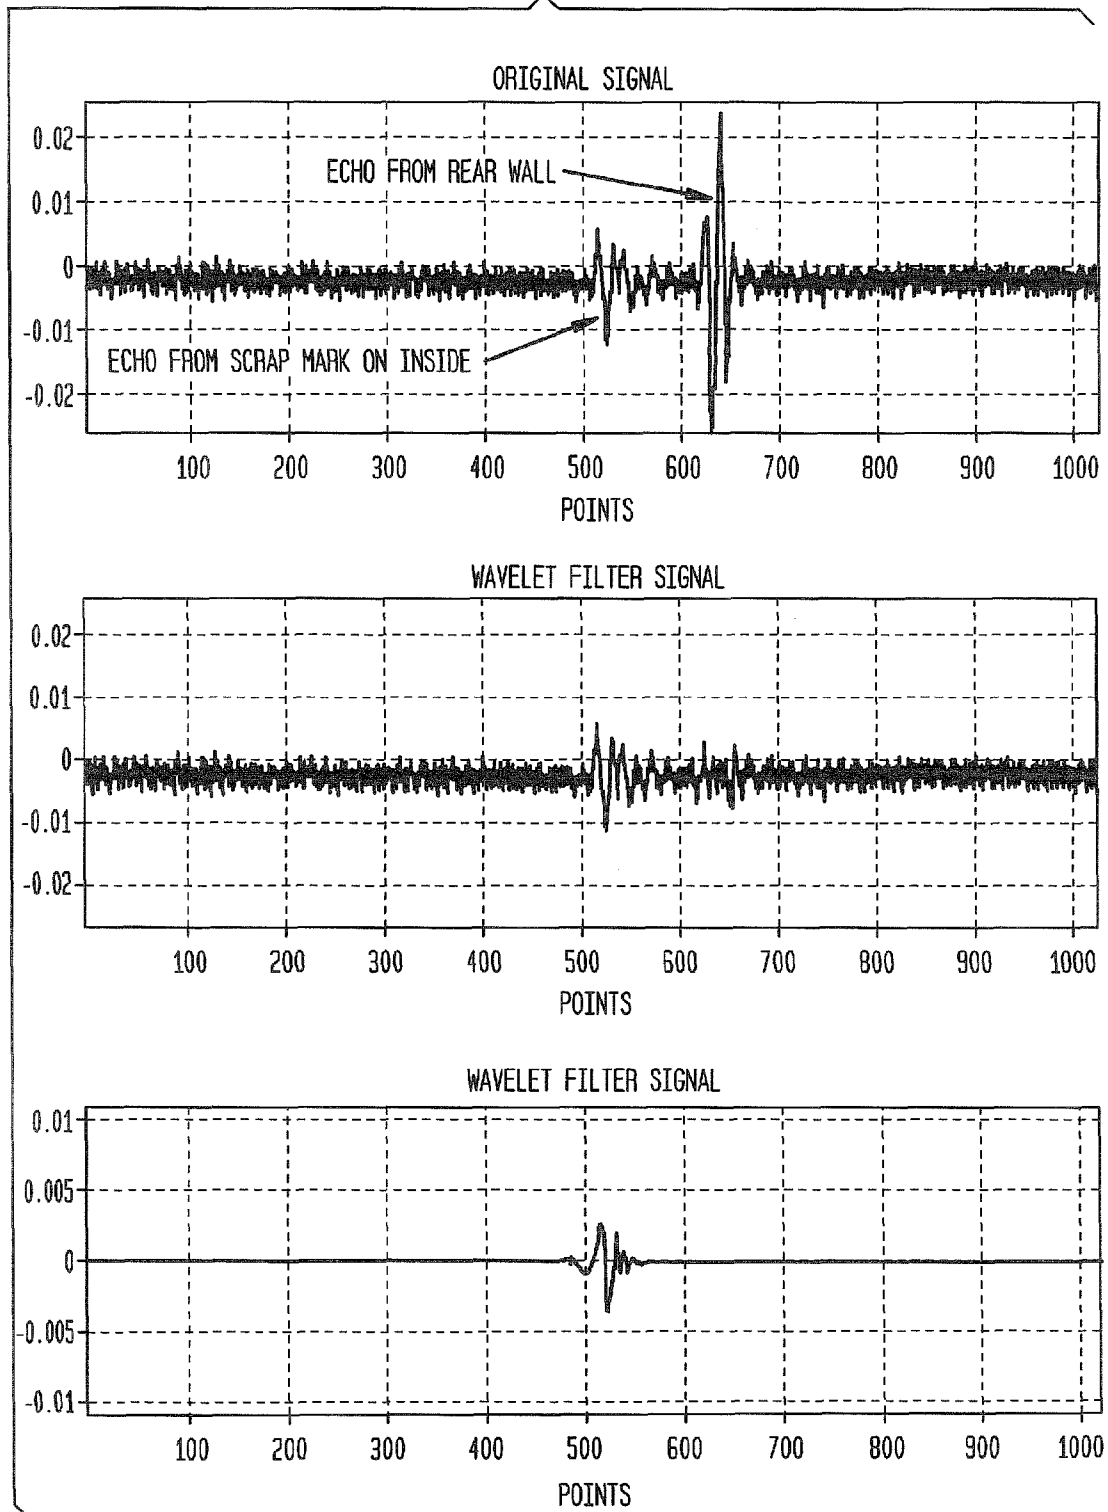 ORIGINAL SIGNAL
0.02
ECHO FROM REAR WALL
0.01
0
-0.01
ECHO FROM SCRAP MARK ON INSIDE
-0.02
100 200 300 400 500 600 700 800 900 1000
POINTS
WAVELET FILTER SIGNAL
0.02
0.01
0
-0.01
-0.02
100 200 300 400 500 600 700 800 900 1000
POINTS
WAVELET FILTER SIGNAL
0.01
0.005
0
-0.005
-0.01
100 200 300 400 500 600 700 800 900 1000
POINTS